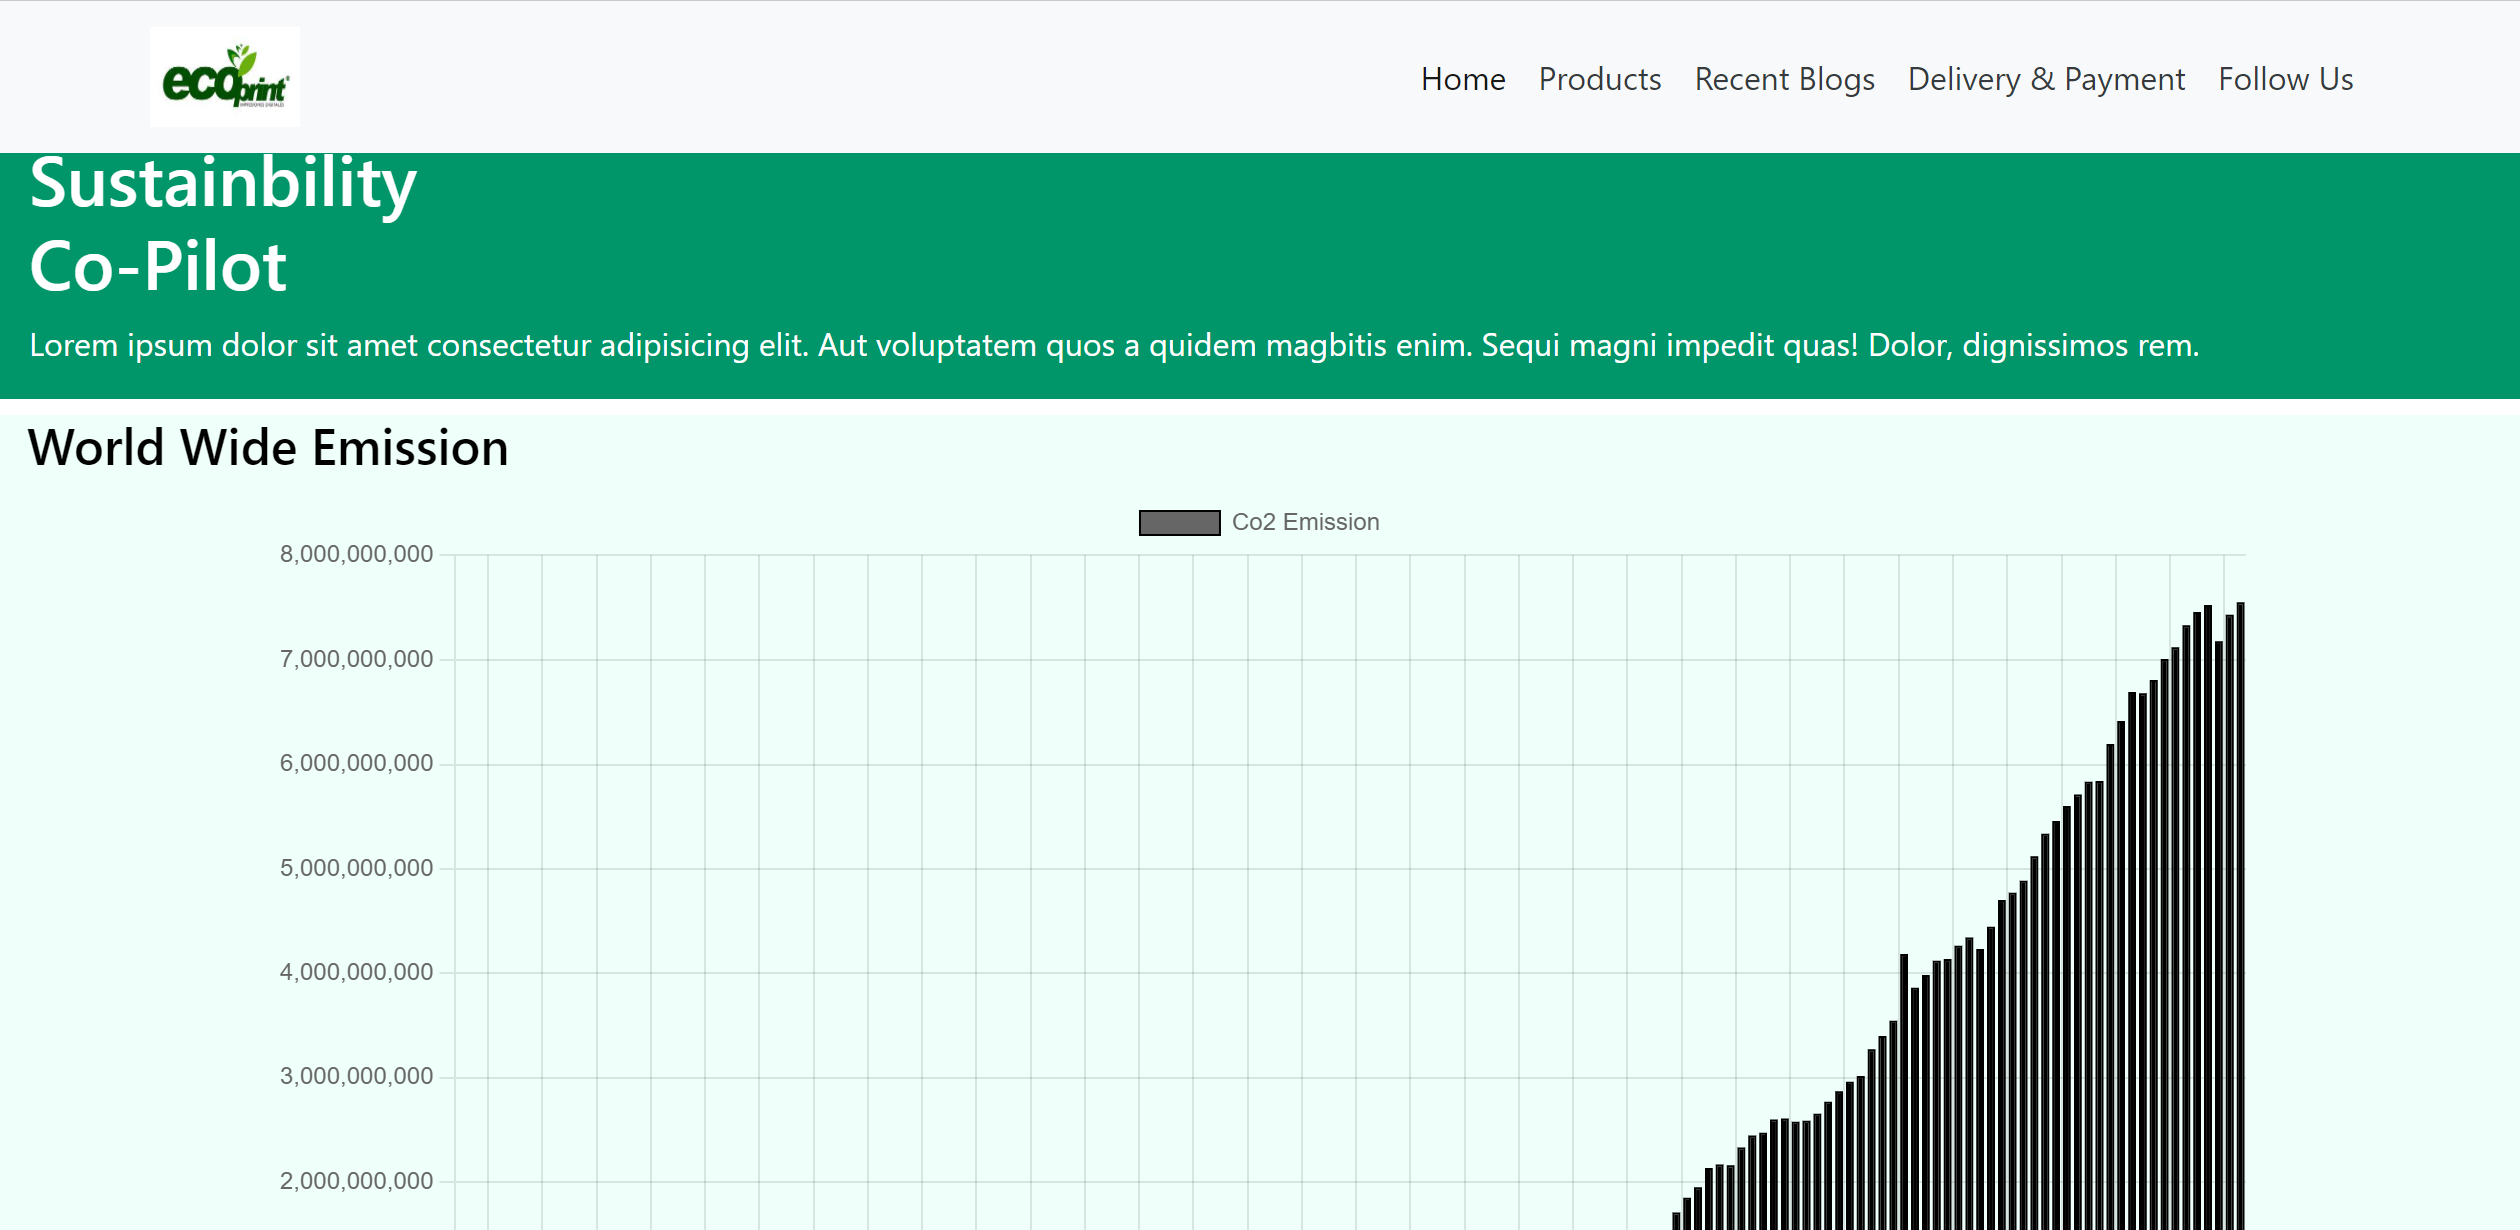 ecoprint
Home Products Recent Blogs Delivery & Payment Follow Us
Sustainbility
Co-Pilot
Lorem ipsum dolor sit amet consectetur adipisicing elit. Aut voluptatem quos a quidem magbitis enim. Sequi magni impedit quas! Dolor, dignissimos rem.
World Wide Emission
Co2 Emission
8,000,000,000
7,000,000,000
6,000,000,000
5,000,000,000
4,000,000,000
3,000,000,000
2,000,000,000